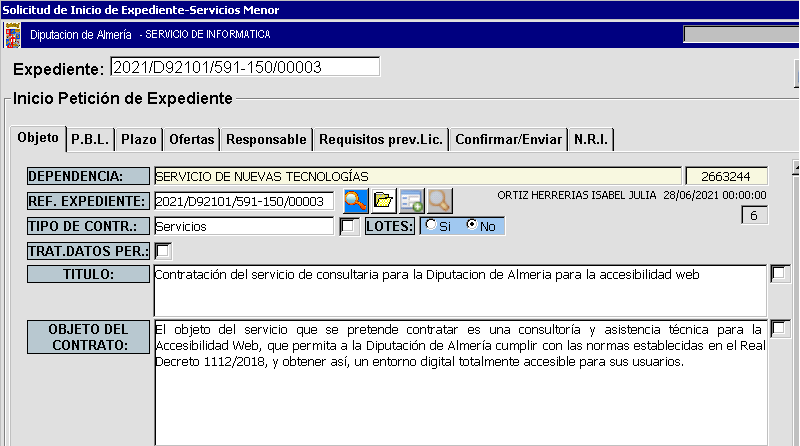 Solicitud de Inicio de Expediente-Servicios Menor
Diputacion de Almería - SERVICIO DE INFORMATICA
Expediente: 2021/D92101/591-150/00003
Inicio Petición de Expediente
Objeto P.B.L. Plazo Ofertas Responsable Requisitos prev.Lic. Confirmar/Enviar N.R.I.
DEPENDENCIA: SERVICIO DE NUEVAS TECNOLOGÍAS 2663244
REF. EXPEDIENTE: 2021/D92101/591-150/00003 ORTIZ HERRERIAS ISABEL JULIA 28/06/2021 00:00:00
6
TIPO DE CONTR.: Servicios LOTES: Si No
TRAT.DATOS PER.:
TITULO: Contratación del servicio de consultaria para la Diputacion de Almeria para la accesibilidad web
OBJETO DEL CONTRATO: El objeto del servicio que se pretende contratar es una consultoría y asistencia técnica para la
Accesibilidad Web, que permita a la Diputación de Almería cumplir con las normas establecidas en el Real
Decreto 1112/2018, y obtener así, un entorno digital totalmente accesible para sus usuarios.